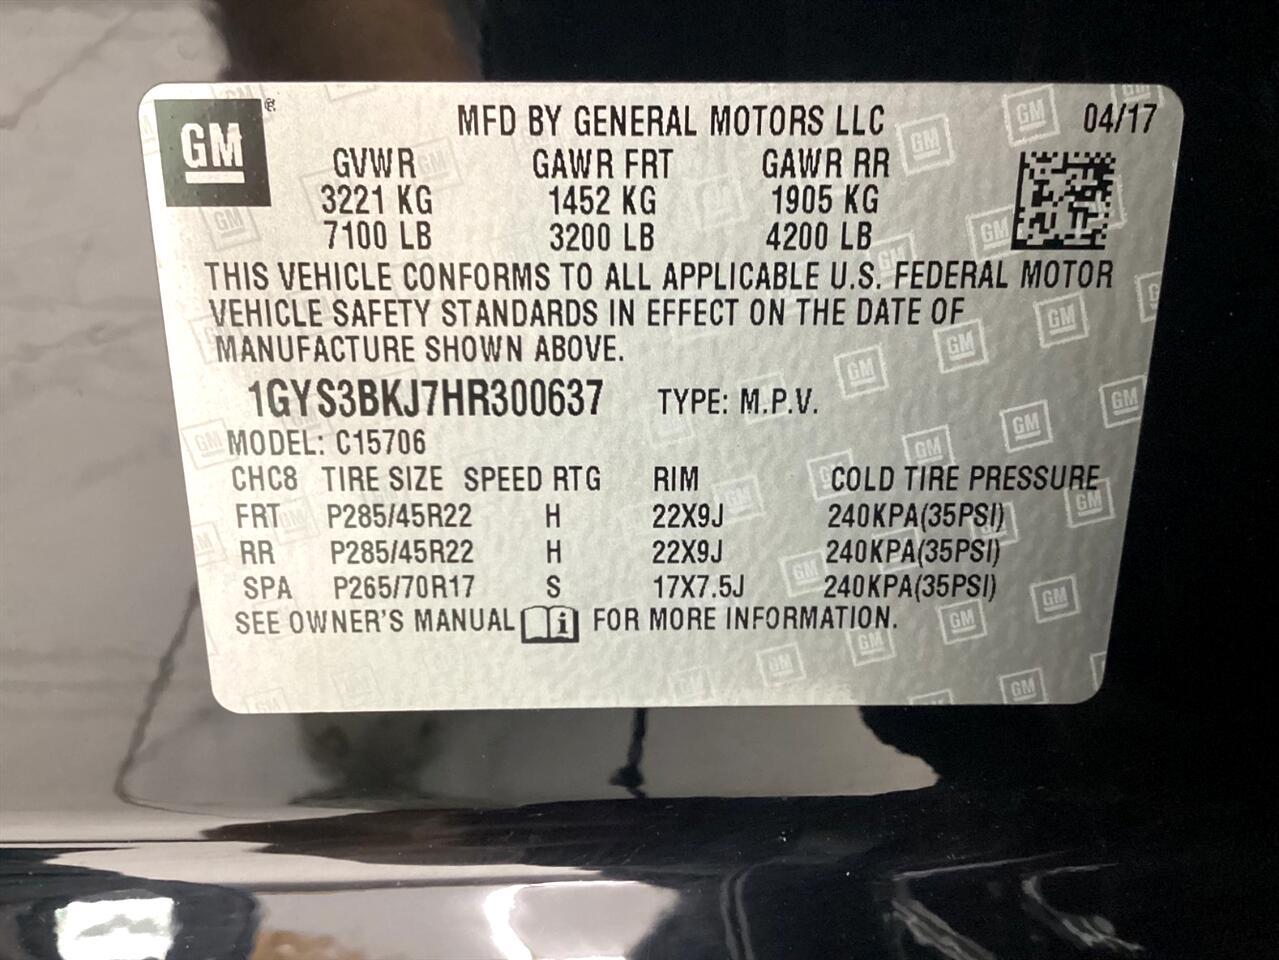 GM ®
MFD BY GENERAL MOTORS LLC 04/17
GVWR GAWR FRT GAWR RR
3221 KG 1452 KG 1905 KG
7100 LB 3200 LB 4200 LB
THIS VEHICLE CONFORMS TO ALL APPLICABLE U.S. FEDERAL MOTOR
VEHICLE SAFETY STANDARDS IN EFFECT ON THE DATE OF
MANUFACTURE SHOWN ABOVE.
1GYS3BKJ7HR300637 TYPE: M.P.V.
MODEL: C15706
CHC8 TIRE SIZE SPEED RTG RIM COLD TIRE PRESSURE
FRT P285/45R22 H 22X9J 240KPA(35PSI)
RR P285/45R22 H 22X9J 240KPA(35PSI)
SPA P265/70R17 S 17X7.5J 240KPA(35PSI)
SEE OWNER'S MANUAL i FOR MORE INFORMATION.